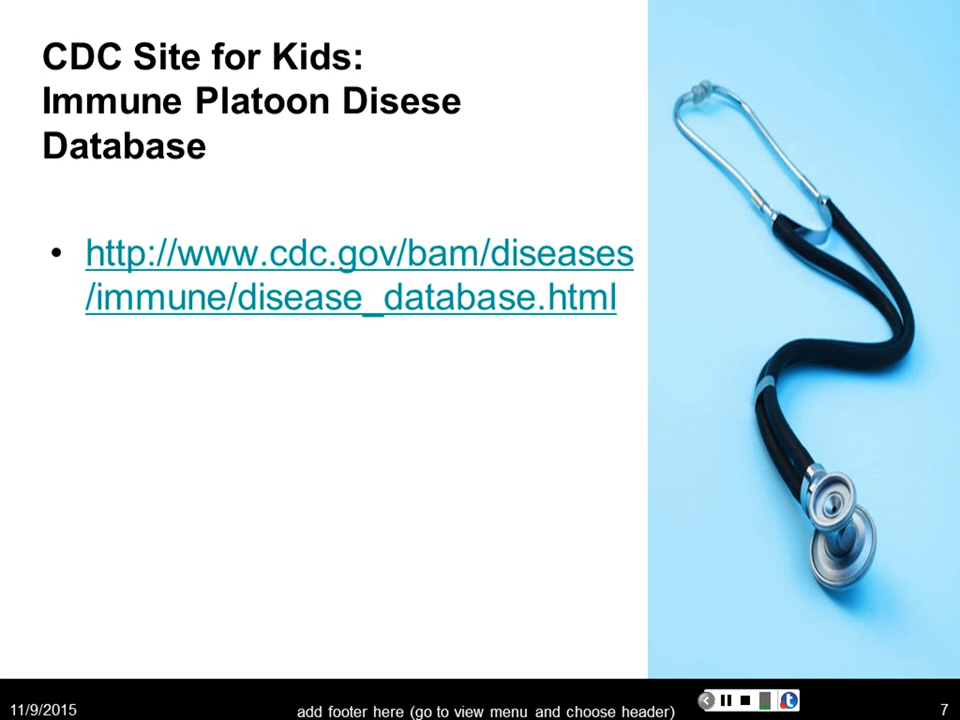 CDC Site for Kids:
Immune Platoon Disese
Database
• http://www.cdc.gov/bam/diseases
/immune/disease_database.html
11/9/2015
add footer here (go to view menu and choose header)
7